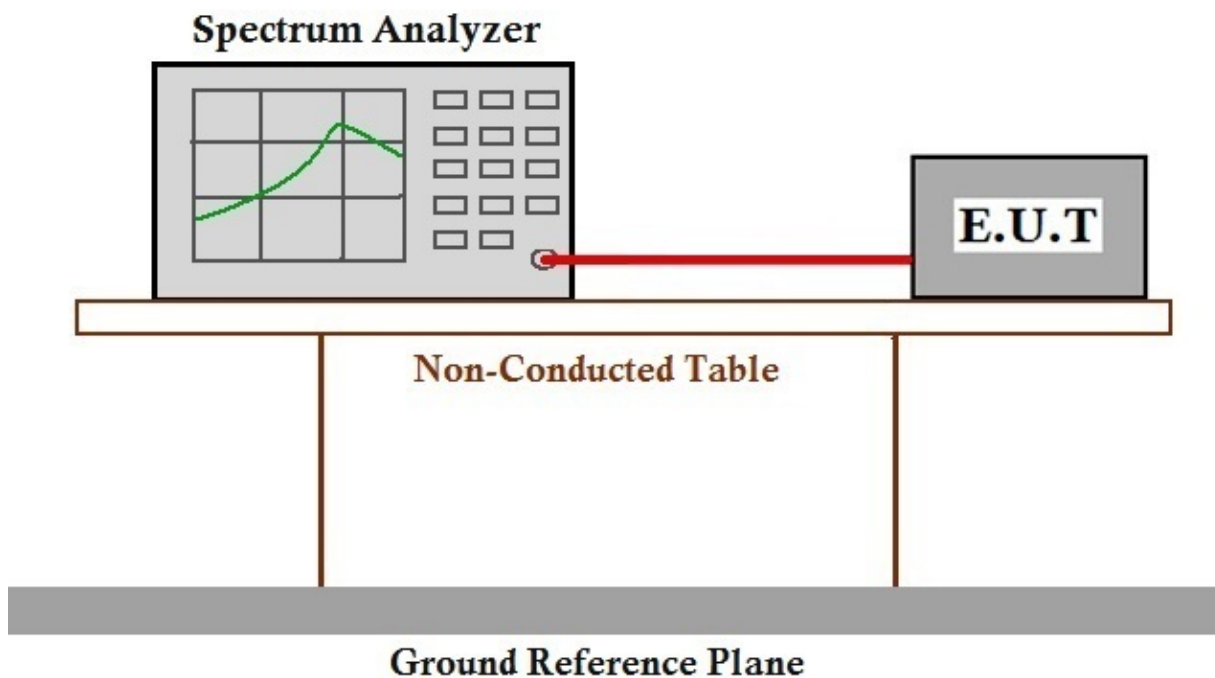 Spectrum Analyzer
E.U.T
Non-Conducted Table
Ground Reference Plane